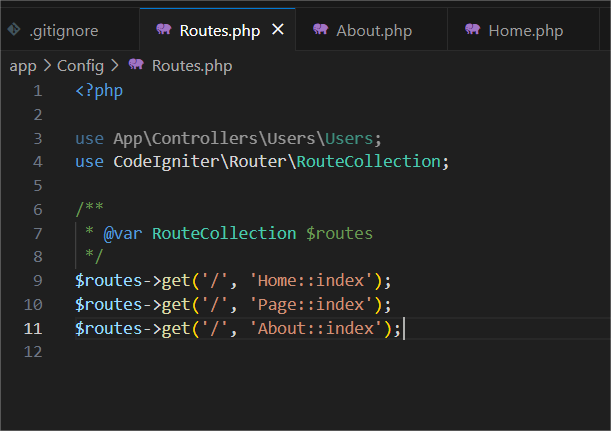 .gitignore
Routes.php
About.php
Home.php
app > Config > Routes.php
1 <?php
2
3 use App\Controllers\Users\Users;
4 use CodeIgniter\Router\RouteCollection;
5
6 /**
7 * @var RouteCollection $routes
8 */
9 $routes->get('/', 'Home::index');
10 $routes->get('/', 'Page::index');
11 $routes->get('/', 'About::index');
12